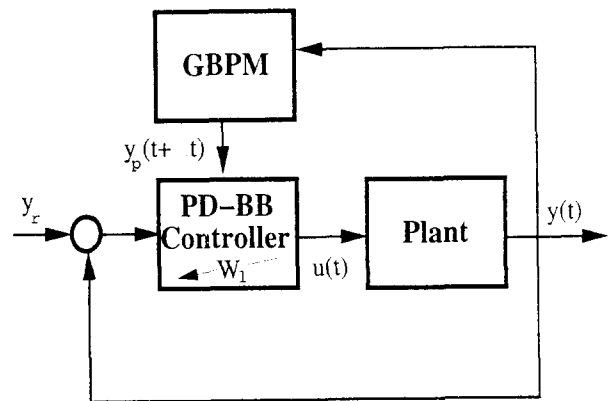 GBPM
y_p(t+ t)
y_r
PD-BB
Controller
W_1
u(t)
Plant
y(t)